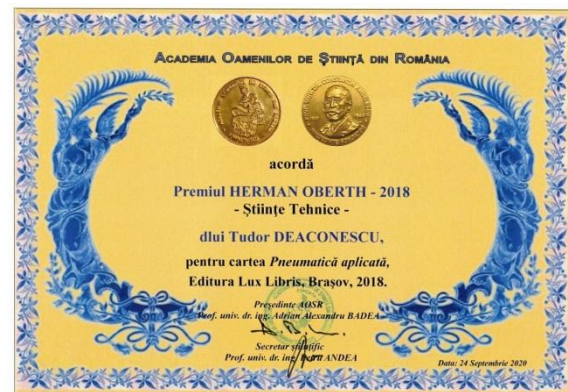 ACADEMIA OAMENILOR DE ȘTIINȚĂ DIN ROMÂNIA
acordă
Premiul HERMAN OBERTH - 2018
- Științe Tehnice -
dlui Tudor DEACONESCU,
pentru cartea Pneumatică aplicată,
Editura Lux Libris, Brașov, 2018.
Președinte AOSR
Prof. univ. dr. ing. Adrian Alexandru BADEA
Secretar științific
Prof. univ. dr. ing. ANDEA
Data: 24 Septembrie 2020